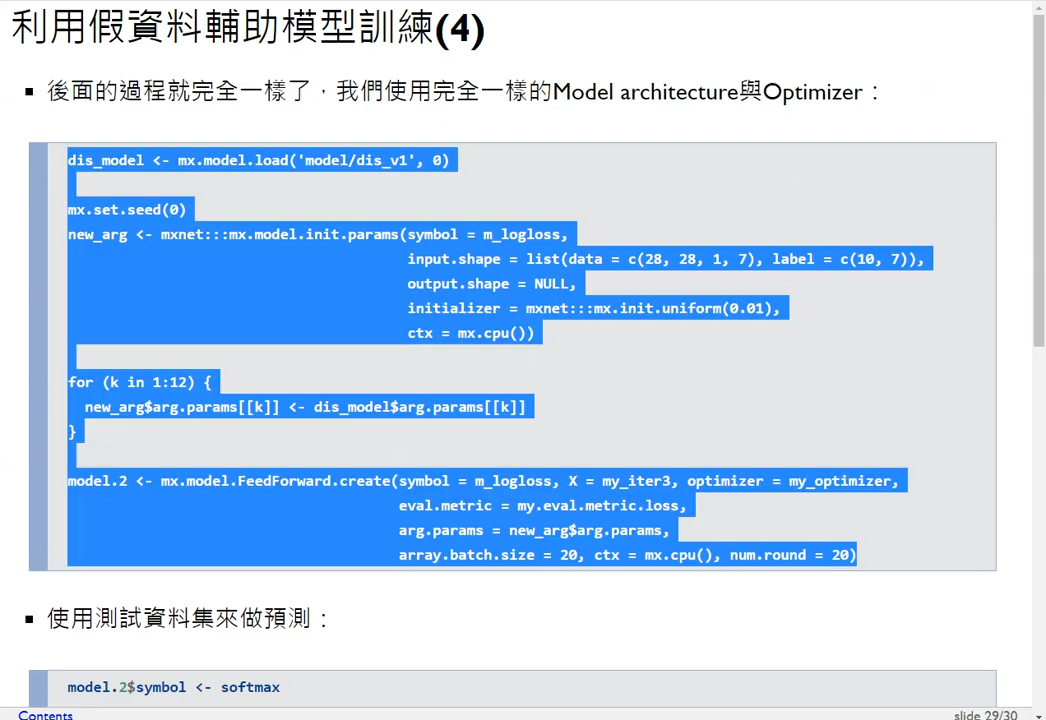 利用假資料輔助模型訓練(4)
▪ 後面的過程就完全一樣了，我們使用完全一樣的Model architecture與Optimizer：
dis_model <- mx.model.load('model/dis_v1', 0)
mx.set.seed(0)
new_arg <- mxnet:::mx.model.init.params(symbol = m_logloss,
input.shape = list(data = c(28, 28, 1, 7), label = c(10, 7)),
output.shape = NULL,
initializer = mxnet:::mx.init.uniform(0.01),
ctx = mx.cpu())
for (k in 1:12) {
new_arg$arg.params[[k]] <- dis_model$arg.params[[k]]
}
model.2 <- mx.model.FeedForward.create(symbol = m_logloss, X = my_iter3, optimizer = my_optimizer,
eval.metric = my.eval.metric.loss,
arg.params = new_arg$arg.params,
array.batch.size = 20, ctx = mx.cpu(), num.round = 20)
▪ 使用測試資料集來做預測：
model.2$symbol <- softmax
Contents
slide 29/30